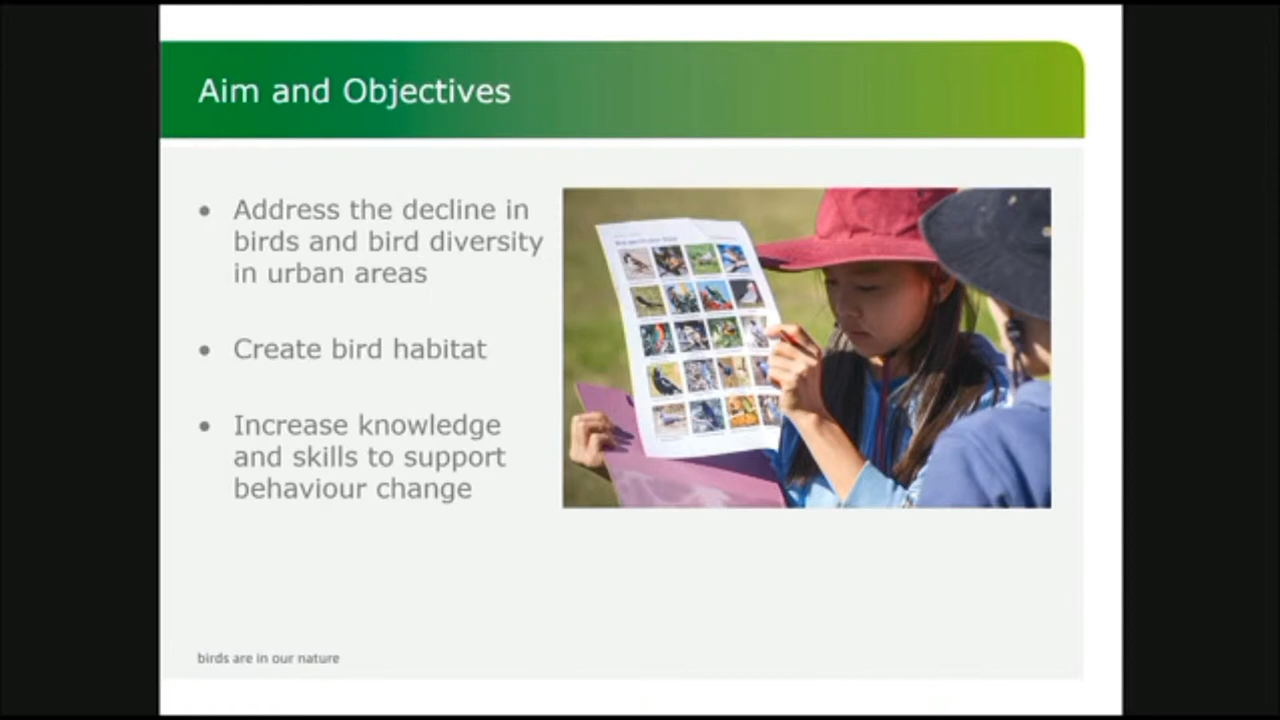 Aim and Objectives
• Address the decline in
birds and bird diversity
in urban areas
• Create bird habitat
• Increase knowledge
and skills to support
behaviour change
birds are in our nature